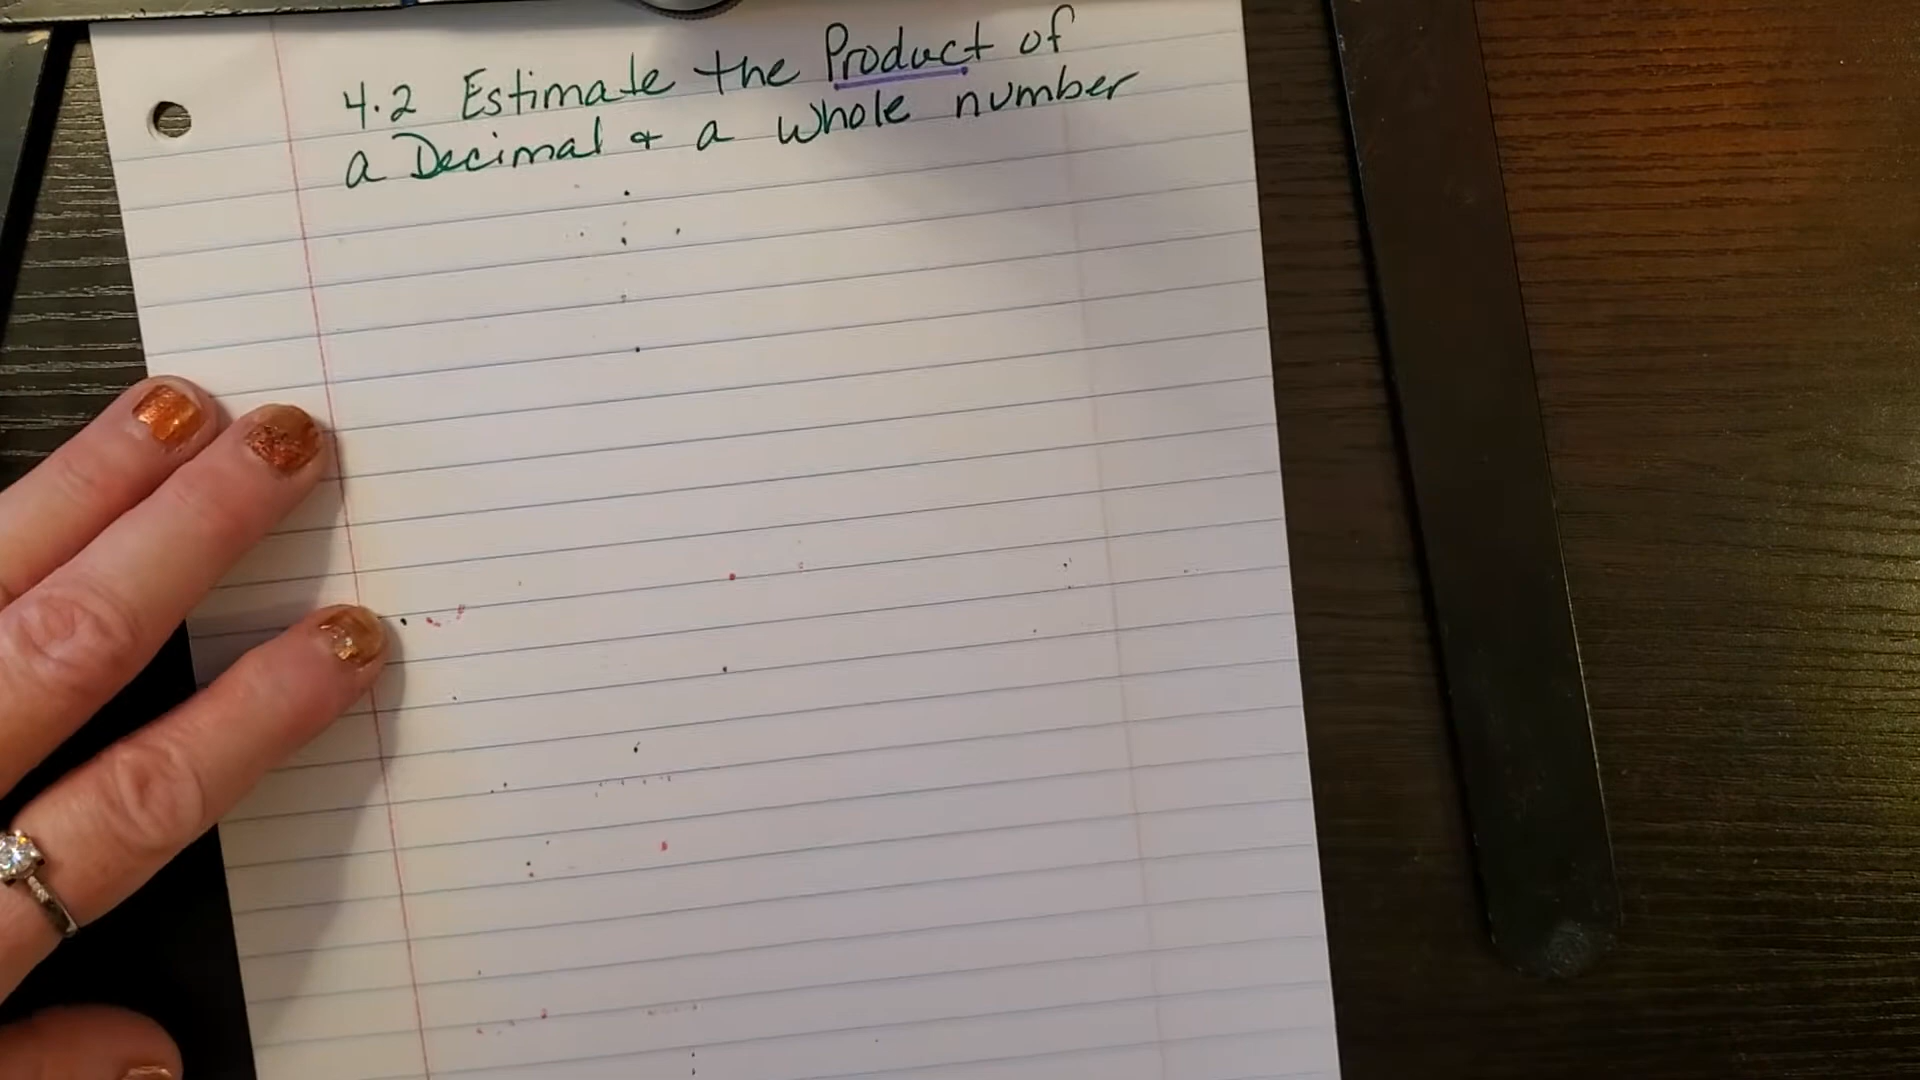 4.2 Estimate the Product of
a Decimal & a whole number